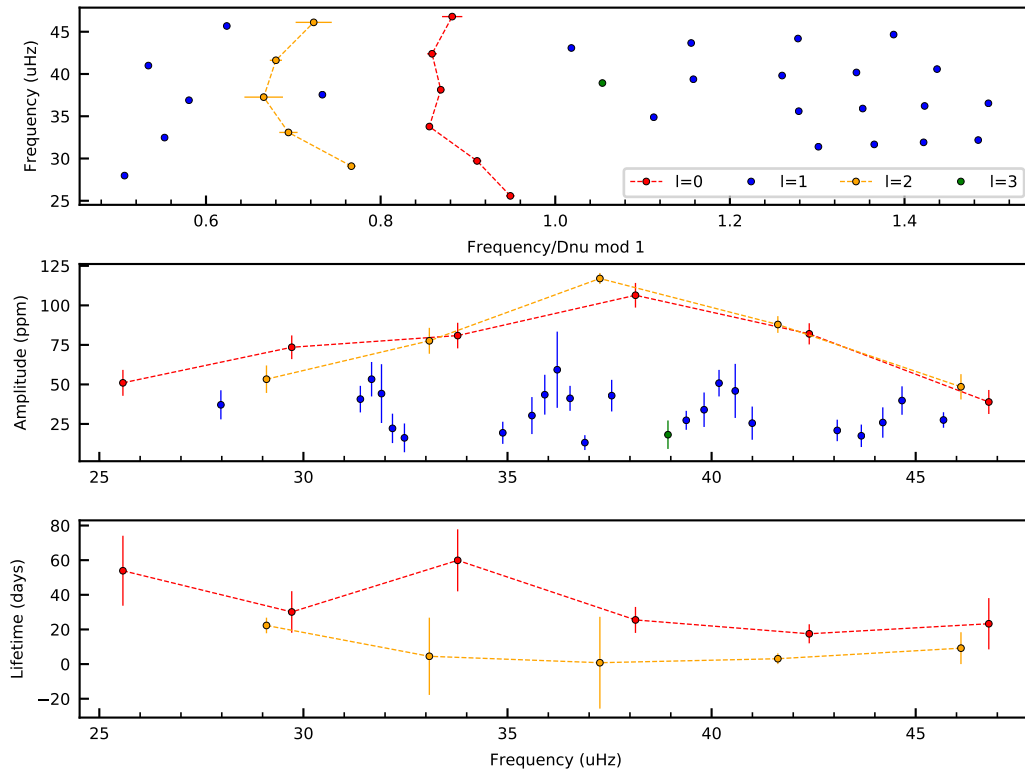 45
40
35
30
25
Frequency (uHz)
l=0 l=1 l=2 l=3
0.6 0.8 1.0 1.2 1.4
Frequency/Dnu mod 1
125
100
75
50
25
Amplitude (ppm)
25 30 35 40 45
80
60
40
20
0
−20
Lifetime (days)
25 30 35 40 45
Frequency (uHz)